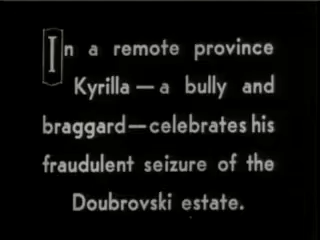 In a remote province
Kyrilla — a bully and
braggard — celebrates his
fraudulent seizure of the
Doubrovski estate.